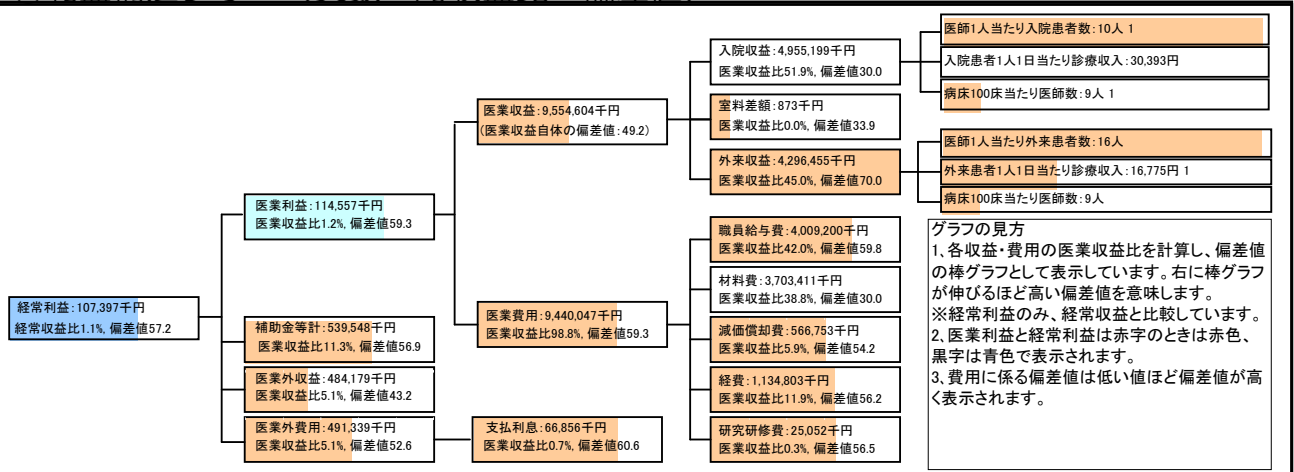 経常利益:107,397千円
経常収益比1.1%, 偏差値57.2
医業利益:114,557千円
医業収益比1.2%, 偏差値59.3
補助金等計:539,548千円
医業収益比11.3%, 偏差値56.9
医業外収益:484,179千円
医業収益比5.1%, 偏差値43.2
医業外費用:491,339千円
医業収益比5.1%, 偏差値52.6
支払利息:66,856千円
医業収益比0.7%, 偏差値60.6
医業収益:9,554,604千円
(医業収益自体の偏差値:49.2)
医業費用:9,440,047千円
医業収益比98.8%, 偏差値59.3
入院収益:4,955,199千円
医業収益比51.9%, 偏差値30.0
室料差額:873千円
医業収益比0.0%, 偏差値33.9
外来収益:4,296,455千円
医業収益比45.0%, 偏差値70.0
職員給与費:4,009,200千円
医業収益比42.0%, 偏差値59.8
材料費:3,703,411千円
医業収益比38.8%, 偏差値30.0
減価償却費:566,753千円
医業収益比5.9%, 偏差値54.2
経費:1,134,803千円
医業収益比11.9%, 偏差値56.2
研究研修費:25,052千円
医業収益比0.3%, 偏差値56.5
医師1人当たり入院患者数:10人 1
入院患者1人1日当たり診療収入:30,393円
病床100床当たり医師数:9人 1
医師1人当たり外来患者数:16人
外来患者1人1日当たり診療収入:16,775円 1
病床100床当たり医師数:9人
グラフの見方
1、各収益・費用の医業収益比を計算し、偏差値
の棒グラフとして表示しています。右に棒グラフ
が伸びるほど高い偏差値を意味します。
※経常利益のみ、経常収益と比較しています。
2、医業利益と経常利益は赤字のときは赤色、
黒字は青色で表示されます。
3、費用に係る偏差値は低い値ほど偏差値が高
く表示されます。